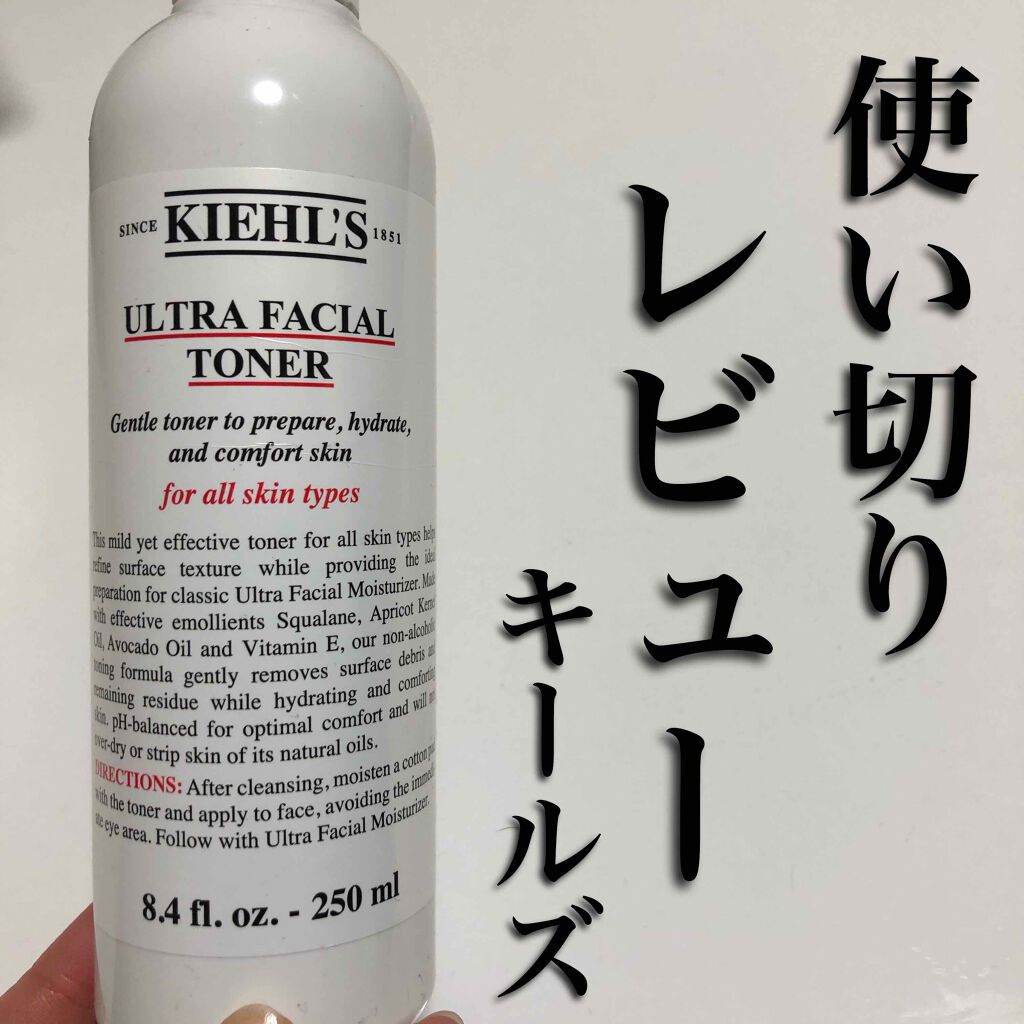 SINCE KIEHL'S 1851
ULTRA FACIAL
TONER
Gentle toner to prepare, hydrate,
and comfort skin
for all skin types
This mild yet effective toner for all skin types
refine surface texture while providing the
preparation for classic Ultra Facial Moisturizer.
with effective emollients Squalane, Apricot
Oil, Avocado Oil and Vitamin E, our
toning formula gently removes surface debris
remaining residue while hydrating and
skin. pH-balanced for optimal comfort and will
over-dry or strip skin of its natural oils.
DIRECTIONS: After cleansing, moisten a cotton
with the toner and apply to face, avoiding the
eye area. Follow with Ultra Facial Moisturizer.
8.4 fl. oz. - 250 ml
使い切り
レビュー
キールズ